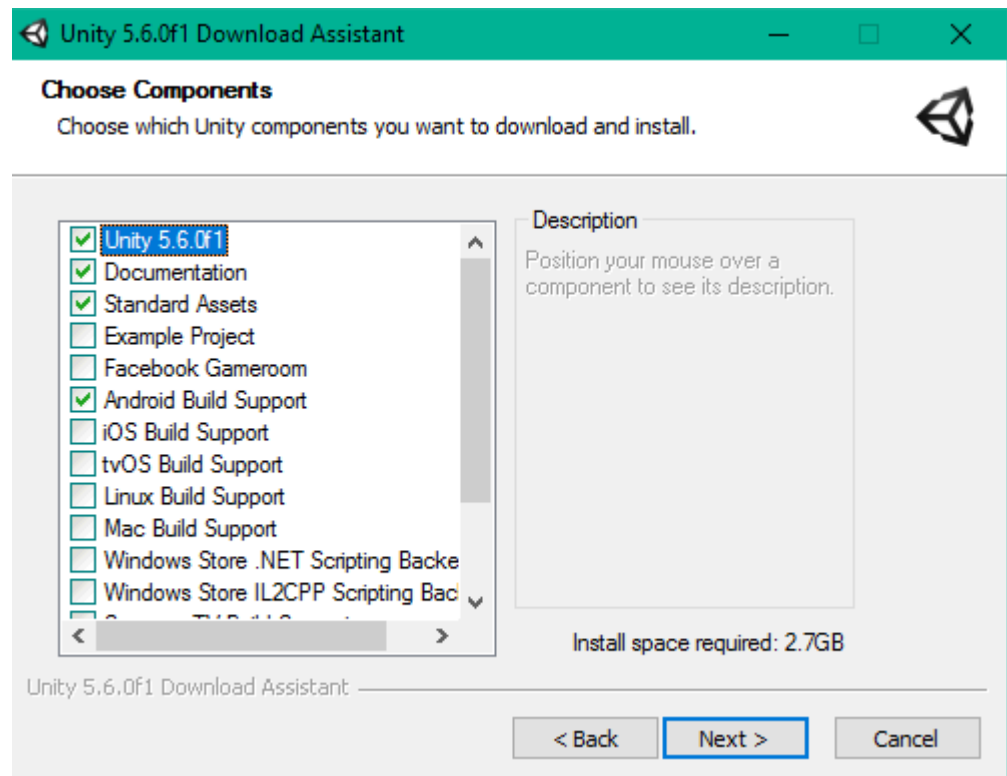 Unity 5.6.0f1 Download Assistant
Choose Components
Choose which Unity components you want to download and install.
Unity 5.6.0f1
Documentation
Standard Assets
Example Project
Facebook Gameroom
Android Build Support
iOS Build Support
tvOS Build Support
Linux Build Support
Mac Build Support
Windows Store .NET Scripting Backe
Windows Store IL2CPP Scripting Bac
Description
Position your mouse over a
component to see its description.
Install space required: 2.7GB
Unity 5.6.0f1 Download Assistant
< Back
Next >
Cancel